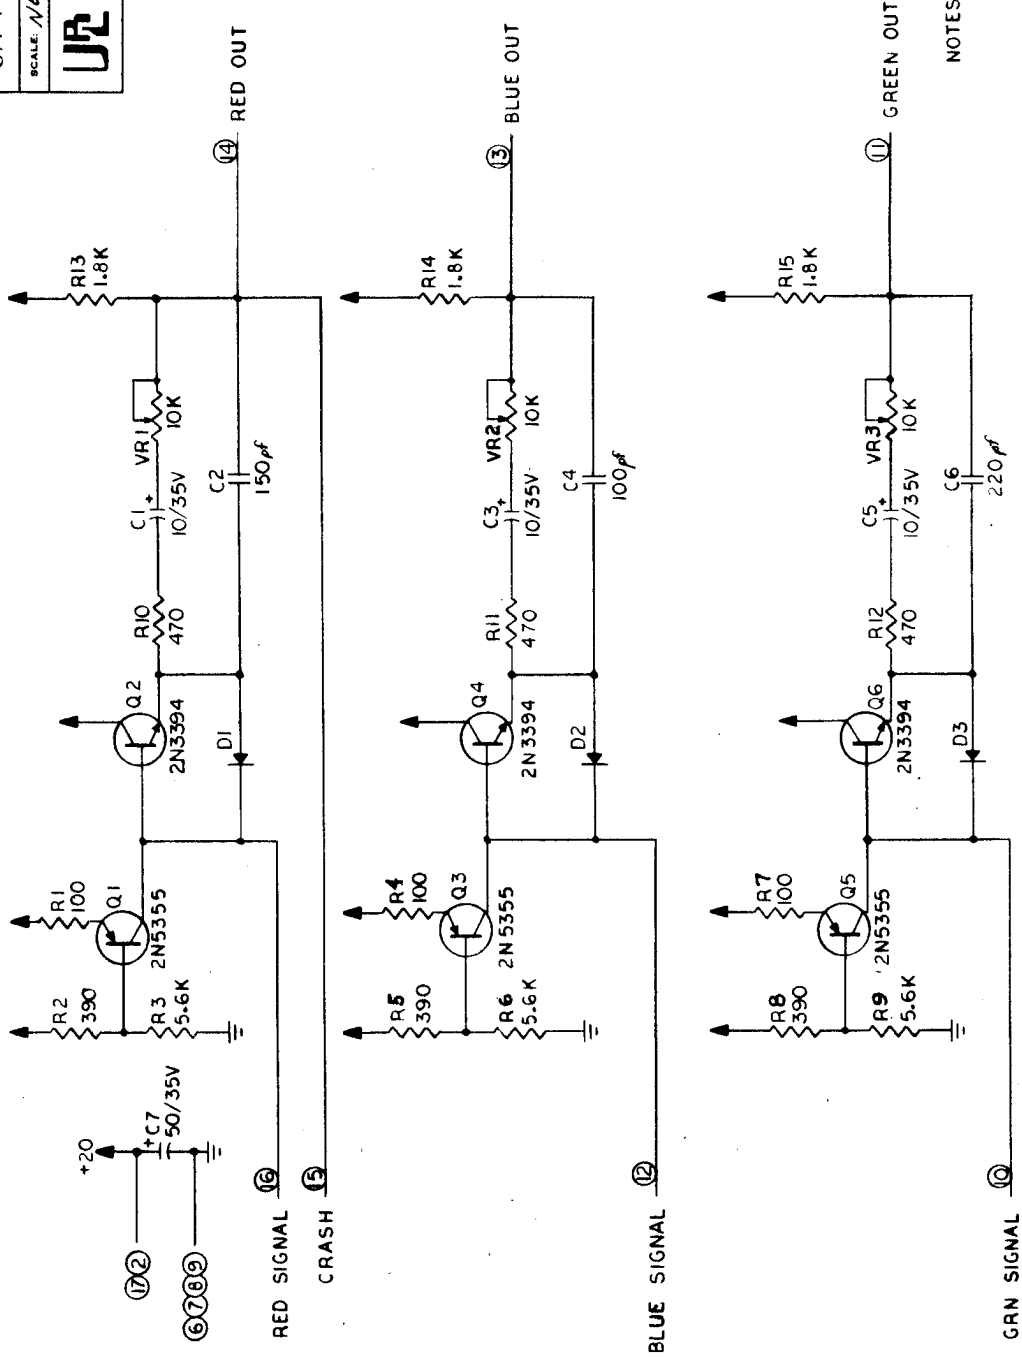 SCALE:
+20
+C7
50/35V
17 2
6 7 8 9
R2
390
R3
5.6K
R1
100
Q1
2N5355
Q2
2N3394
D1
R10
470
C1 +
10/35V
VR1
10K
C2
150pf
R13
1.8K
14
RED OUT
16
RED SIGNAL
15
CRASH
R5
390
R6
5.6K
R4
100
Q3
2N5355
Q4
2N3394
D2
R11
470
C3 +
10/35V
VR2
10K
C4
100pf
R14
1.8K
13
BLUE OUT
12
BLUE SIGNAL
R8
390
R9
5.6K
R7
100
Q5
2N5355
Q6
2N3394
D3
R12
470
C5 +
10/35V
VR3
10K
C6
220pf
R15
1.8K
11
GREEN OUT
10
GRN SIGNAL
NOTES